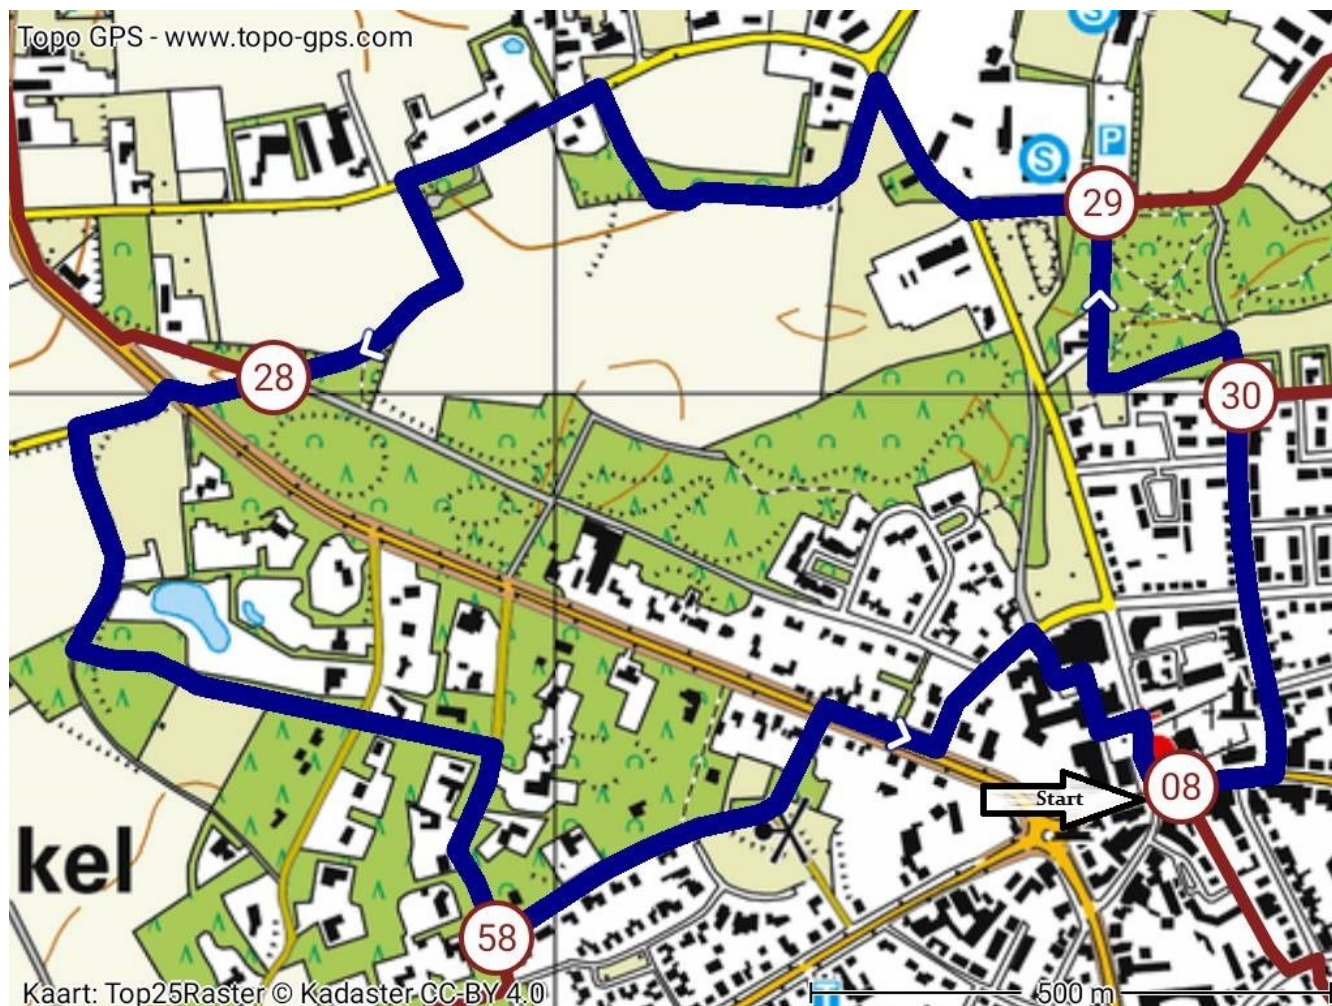 Topo GPS - www.topo-gps.com
S
P
S
29
28
30
08
Start
kel
58
Kaart: Top25Raster © Kadaster CC-BY 4.0
500 m